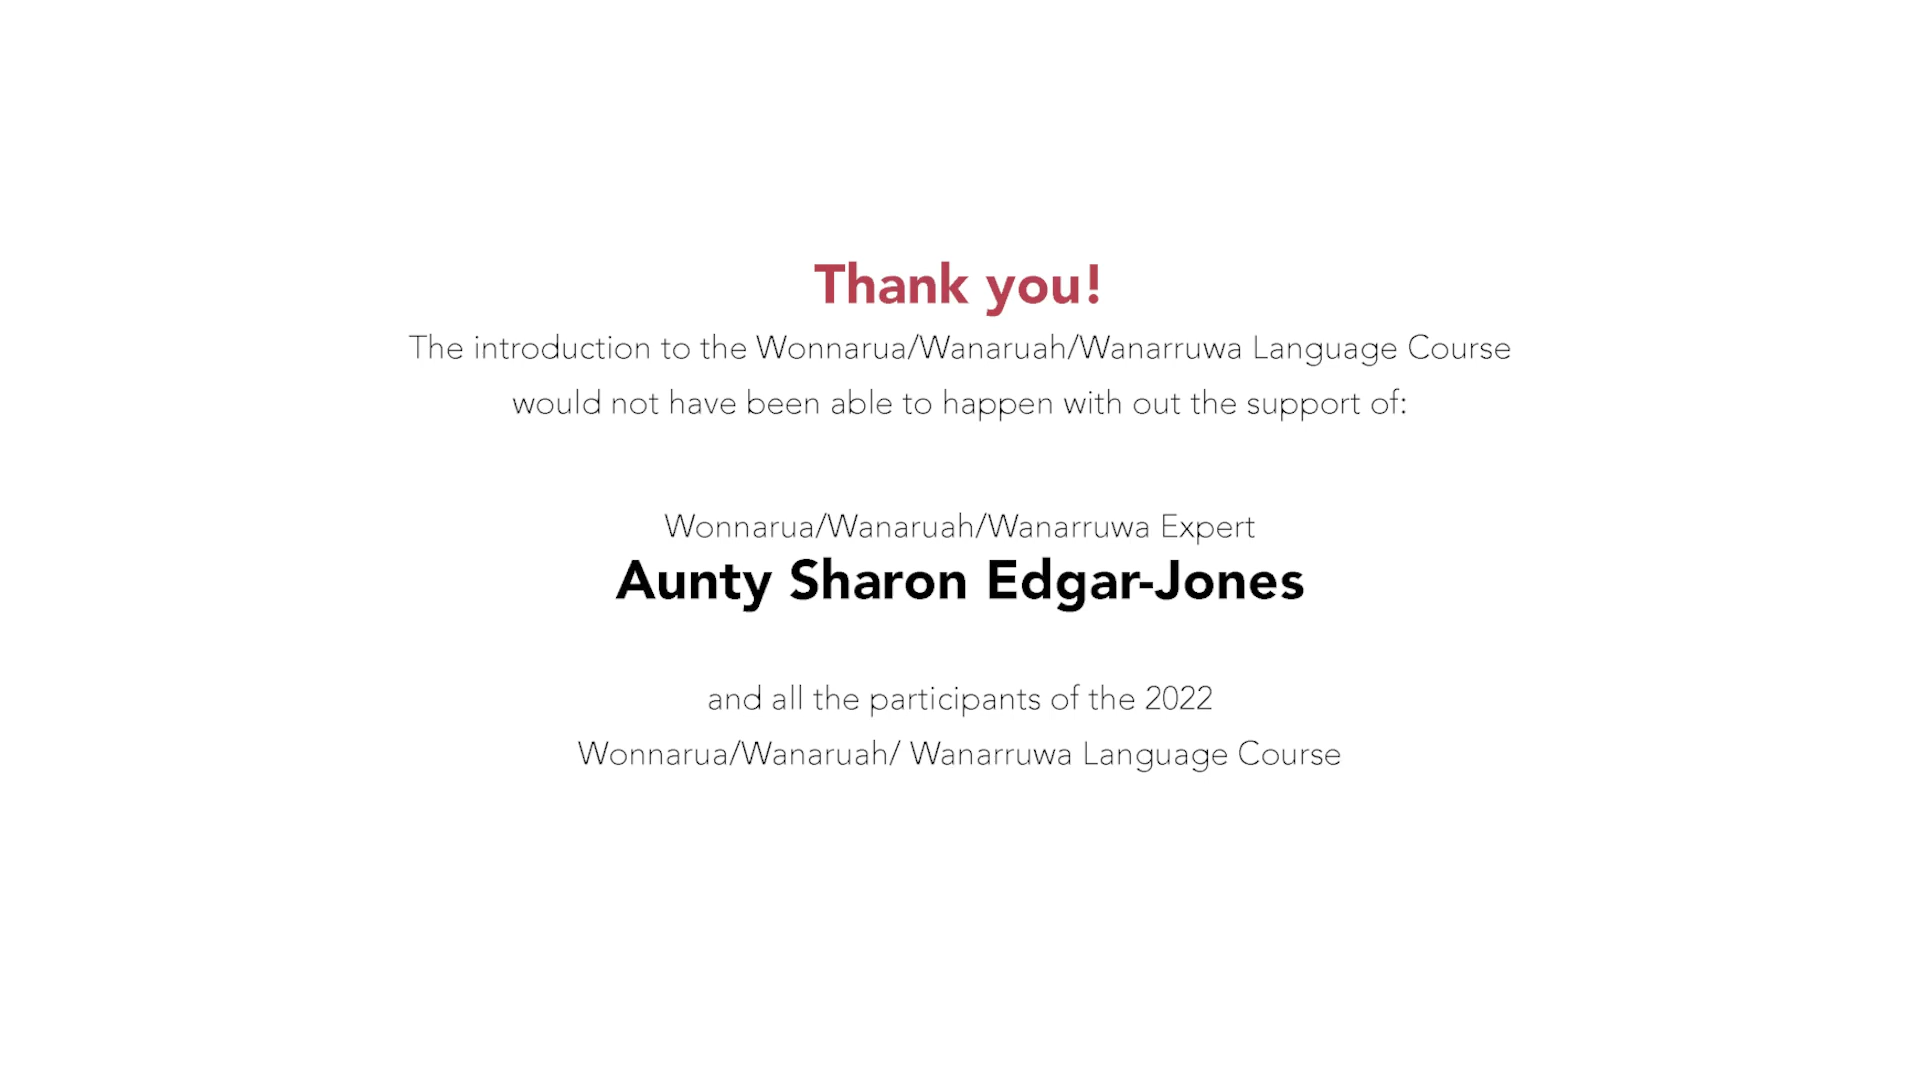 Thank you!
The introduction to the Wonnarua/Wanaruah/Wanarruwa Language Course
would not have been able to happen with out the support of:
Wonnarua/Wanaruah/Wanarruwa Expert
Aunty Sharon Edgar-Jones
and all the participants of the 2022
Wonnarua/Wanaruah/ Wanarruwa Language Course